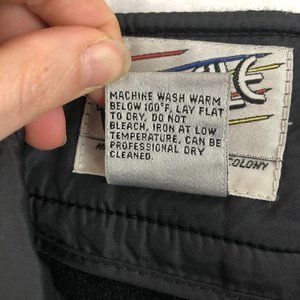 MACHINE WASH WARM
BELOW 100°F, LAY FLAT
TO DRY, DO NOT
BLEACH, IRON AT LOW
TEMPERATURE, CAN BE
PROFESSIONAL DRY
CLEANED.
OLONY